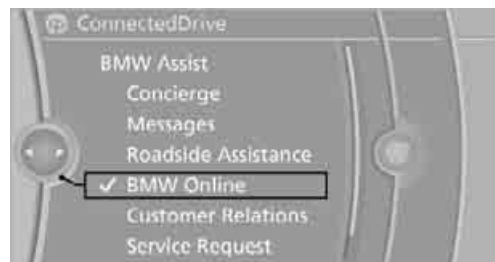 ConnectedDrive
BMW Assist
Concierge
Messages
Roadside Assistance
✓ BMW Online
Customer Relations
Service Request